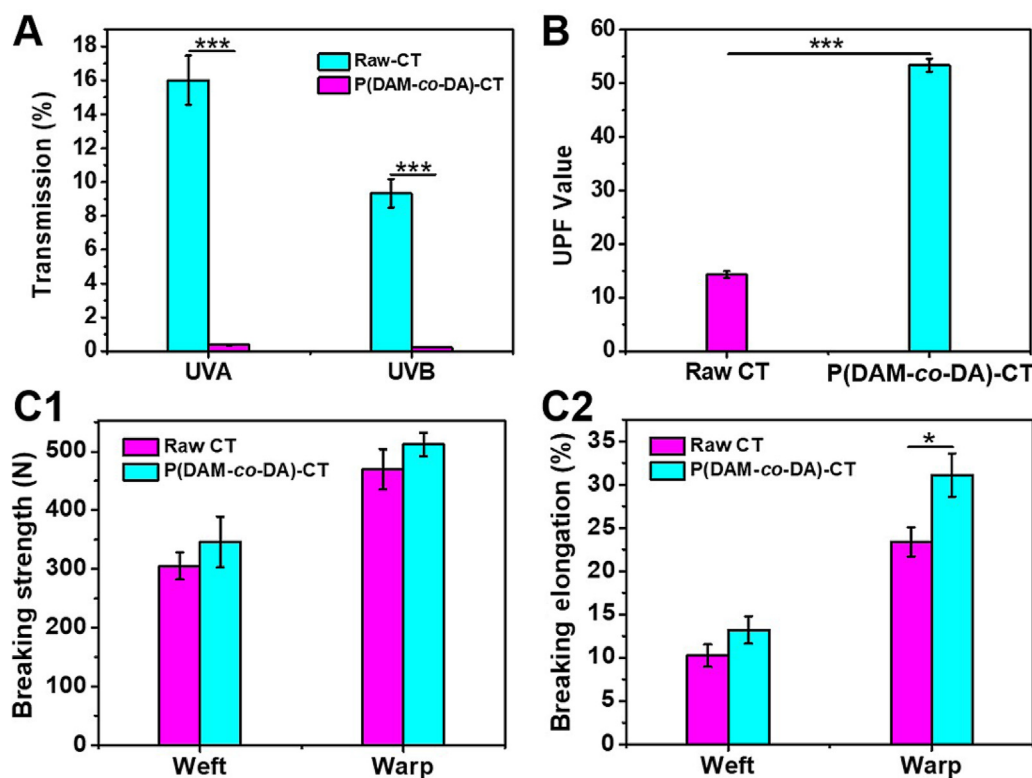 A
Transmission (%)
18
16
14
12
10
8
6
4
2
0
***
***
Raw-CT
P(DAM-co-DA)-CT
UVA
UVB
B
UPF Value
60
50
40
30
20
10
0
***
Raw CT
P(DAM-co-DA)-CT
C1
Breaking strength (N)
500
400
300
200
100
0
Raw CT
P(DAM-co-DA)-CT
Weft
Warp
C2
Breaking elongation (%)
35
30
25
20
15
10
5
0
Raw CT
P(DAM-co-DA)-CT
*
Weft
Warp